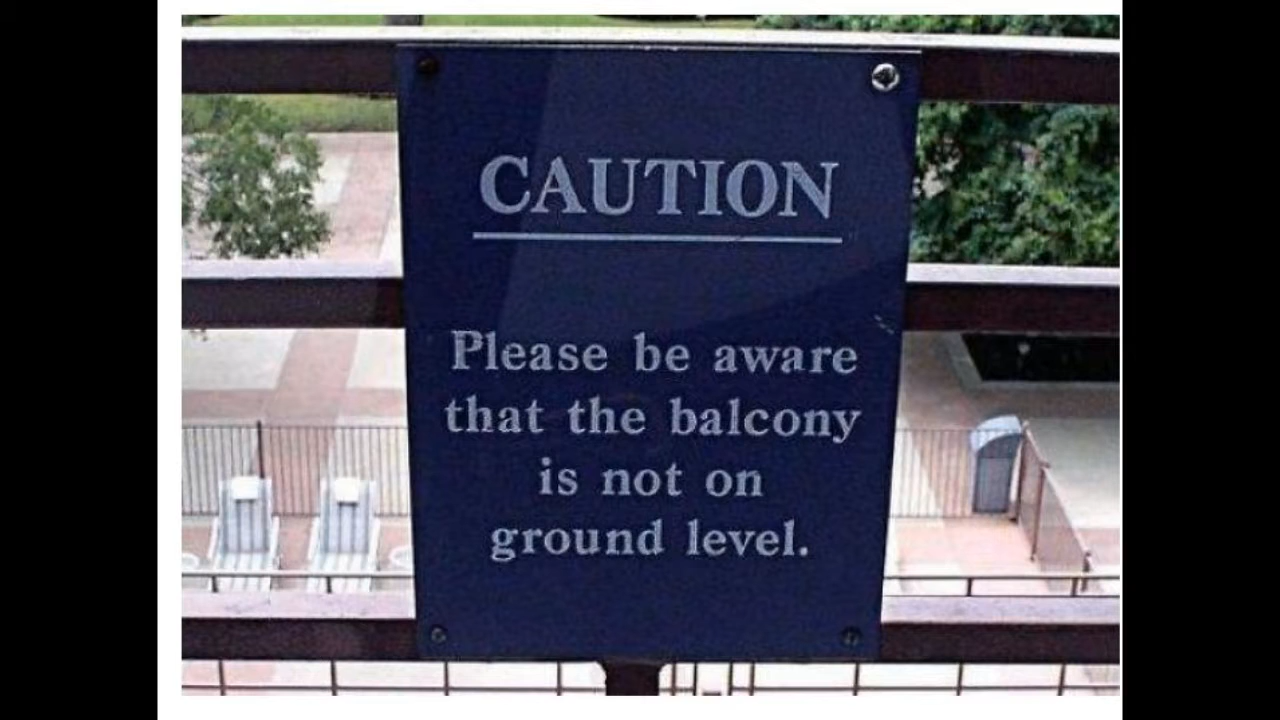 CAUTION
Please be aware
that the balcony
is not on
ground level.